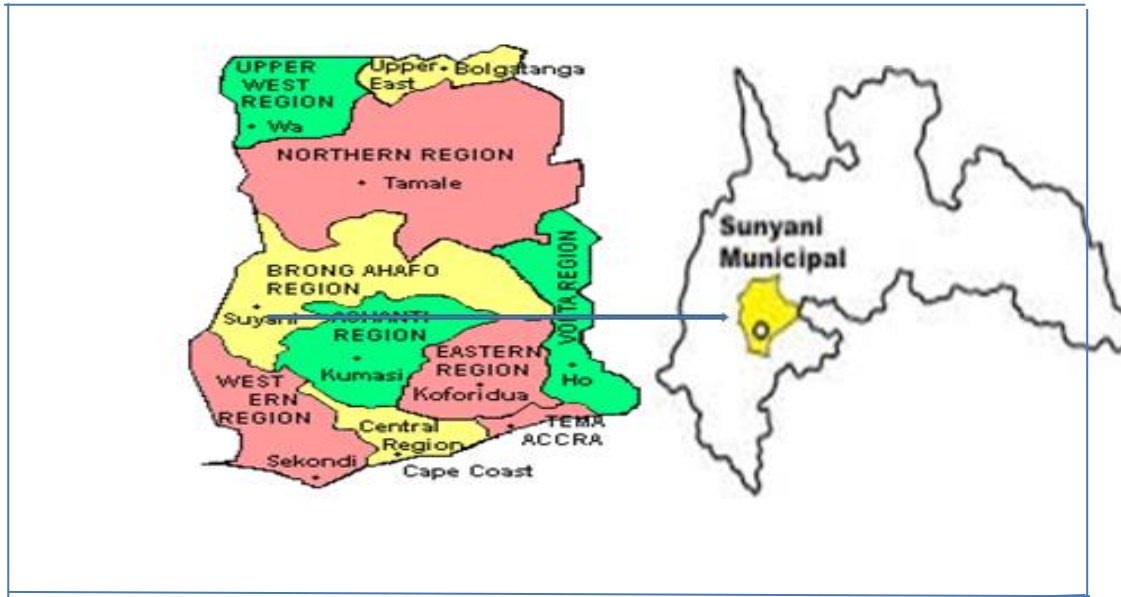 UPPER
WEST
REGION
Wa
Upper
East
Bolgatanga
NORTHERN REGION
Tamale
BRONG AHAFO
REGION
Suyani
ASHANTI
REGION
Kumasi
VOLTA REGION
Ho
EASTERN
REGION
Koforidua
WEST
ERN
REGION
Sekondi
Central
Region
Cape Coast
TEMA
ACCRA
Sunyani
Municipal